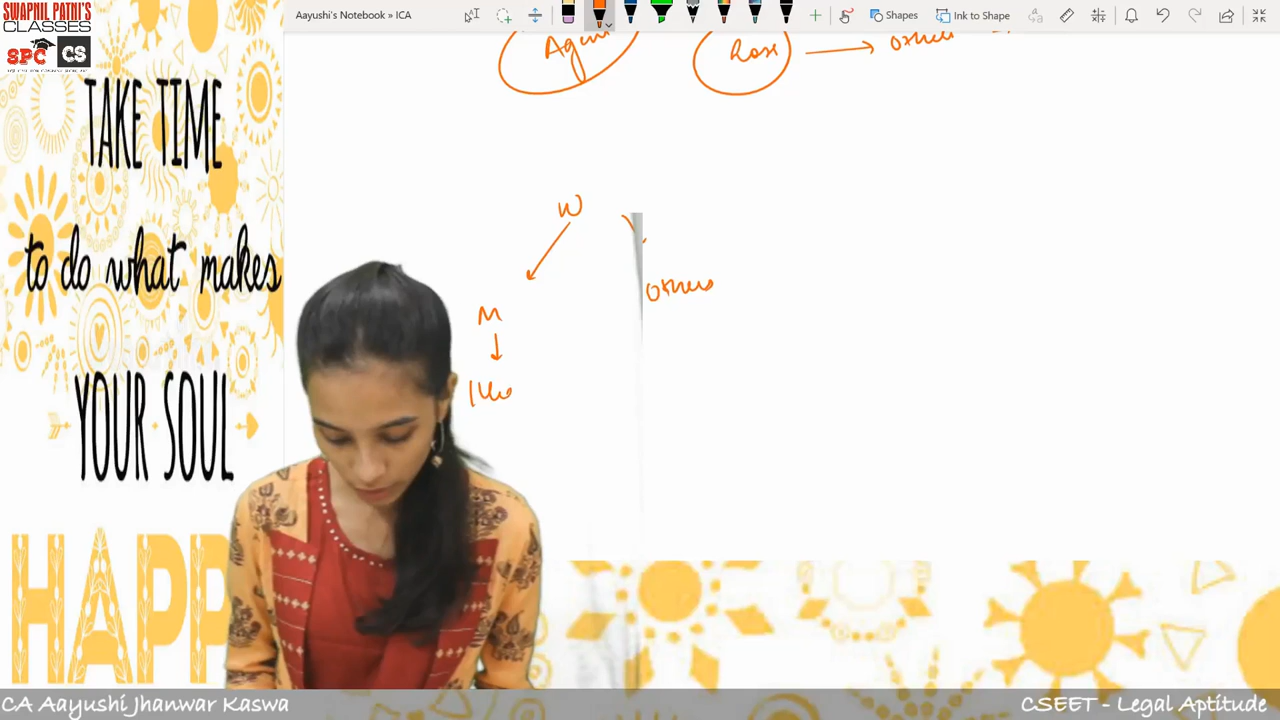 SWAPNIL PATNI'S
CLASSES
SPC CS
Aayushi's Notebook » ICA
Shapes
Ink to Shape
Others
TAKE TIME
to do what makes
YOUR SOUL
HAPP
W
Others
M
CA Aayushi Jhanwar Kaswa
CSEET - Legal Aptitude